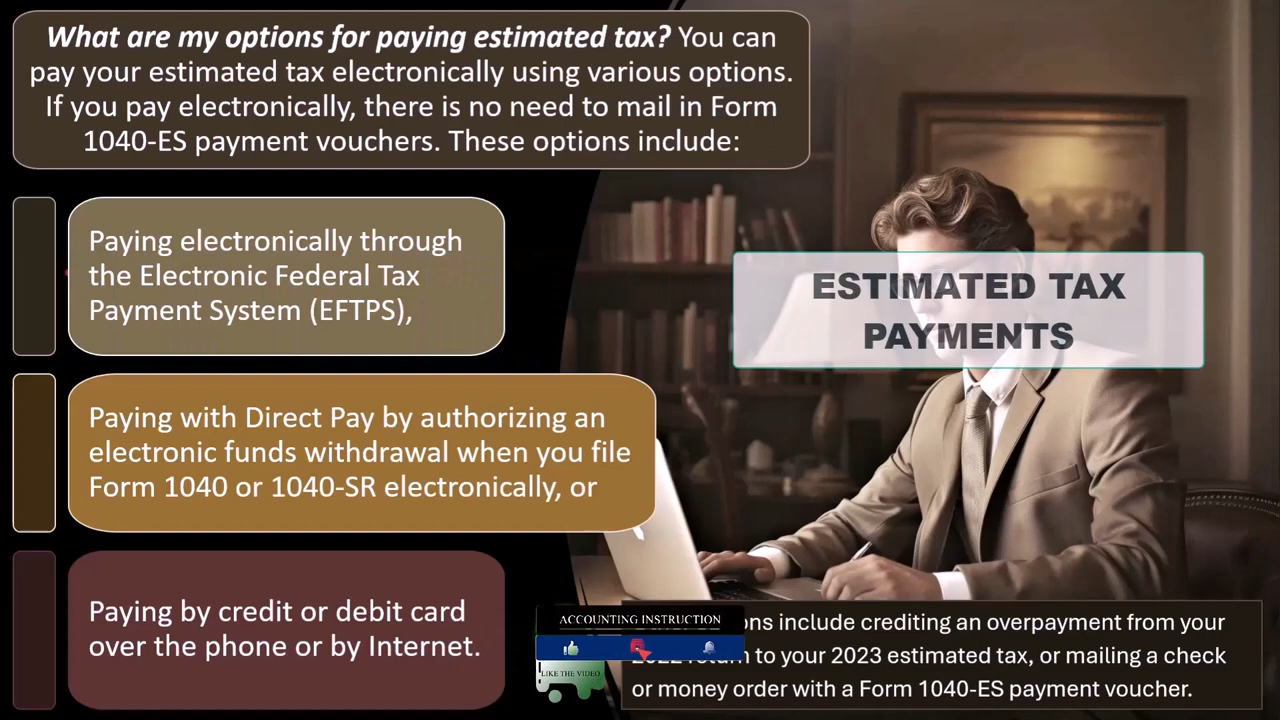 What are my options for paying estimated tax? You can
pay your estimated tax electronically using various options.
If you pay electronically, there is no need to mail in Form
1040-ES payment vouchers. These options include:
Paying electronically through
the Electronic Federal Tax
Payment System (EFTPS),
Paying with Direct Pay by authorizing an
electronic funds withdrawal when you file
Form 1040 or 1040-SR electronically, or
Paying by credit or debit card
over the phone or by Internet.
ESTIMATED TAX
PAYMENTS
include crediting an overpayment from your
to your 2023 estimated tax, or mailing a check
or money order with a Form 1040-ES payment voucher.
ACCOUNTING INSTRUCTION
LIKE THE VIDEO